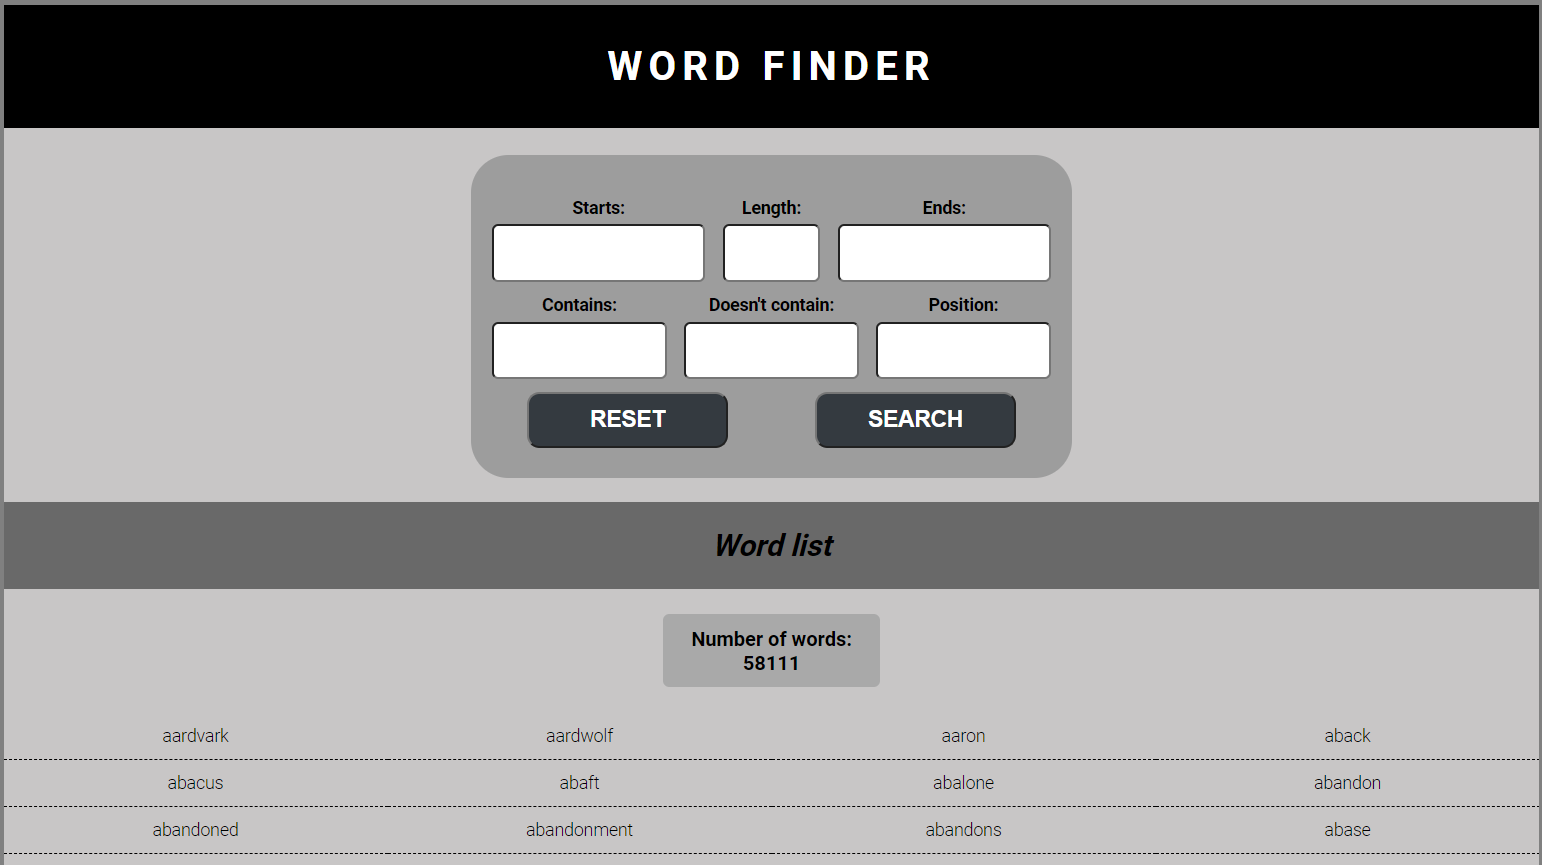 WORD FINDER
Starts: Length: Ends:
Contains: Doesn't contain: Position:
RESET SEARCH
Word list
Number of words:
58111
aardvark aardwolf aaron aback
abacus abaft abalone abandon
abandoned abandonment abandons abase